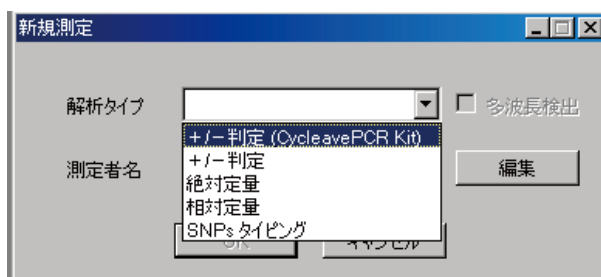 新規測定
解析タイプ
多波長検出
+/-判定 (CycleavePCR Kit)
+/-判定
測定者名
編集
絶対定量
相対定量
SNPs タイピング
OK
キャンセル